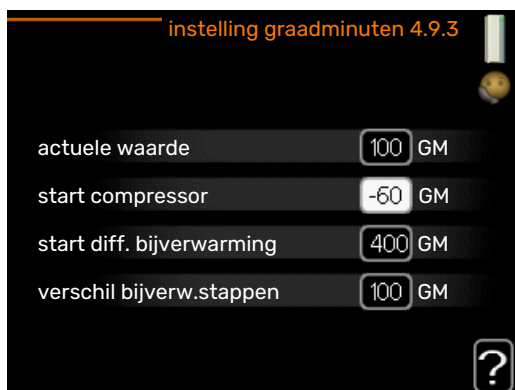 instelling graadminuten 4.9.3
actuele waarde 100 GM
start compressor -60 GM
start diff. bijverwarming 400 GM
verschil bijverw.stappen 100 GM
?